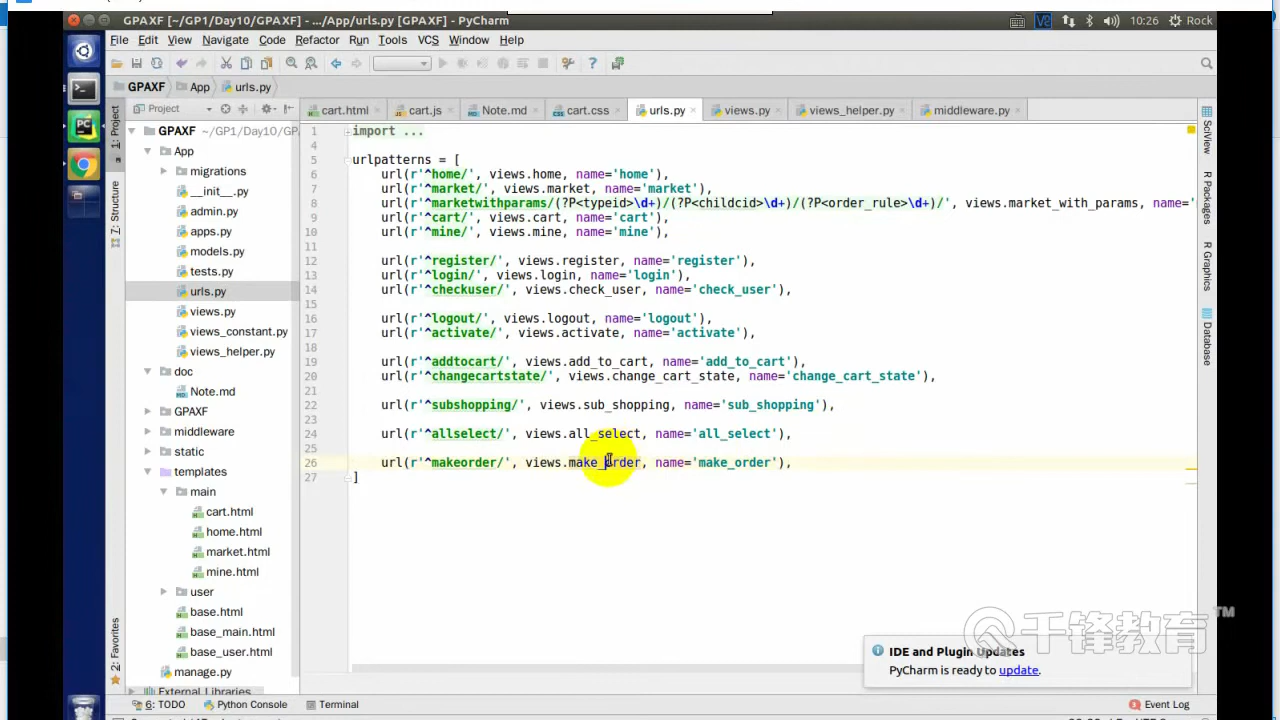 GPAXF [~/GP1/Day10/GPAXF] - .../App/urls.py [GPAXF] - PyCharm
10:26 Rock
File Edit View Navigate Code Refactor Run Tools VCS Window Help
GPAXF App urls.py
Project
cart.html cart.js Note.md cart.css urls.py views.py views_helper.py middleware.py
GPAXF ~/GP1/Day10/GP
App
migrations
__init__.py
admin.py
apps.py
models.py
tests.py
urls.py
views.py
views_constant.py
views_helper.py
doc
Note.md
GPAXF
middleware
static
templates
main
cart.html
home.html
market.html
mine.html
user
base.html
base_main.html
base_user.html
manage.py
External Libraries
1: Project
7: Structure
2: Favorites
1 import ...
4
5 urlpatterns = [
6 url(r'^home/', views.home, name='home'),
7 url(r'^market/', views.market, name='market'),
8 url(r'^marketwithparams/(?P<typeid>\d+)/(?P<childcid>\d+)/(?P<order_rule>\d+)/', views.market_with_params, name='
9 url(r'^cart/', views.cart, name='cart'),
10 url(r'^mine/', views.mine, name='mine'),
11
12 url(r'^register/', views.register, name='register'),
13 url(r'^login/', views.login, name='login'),
14 url(r'^checkuser/', views.check_user, name='check_user'),
15
16 url(r'^logout/', views.logout, name='logout'),
17 url(r'^activate/', views.activate, name='activate'),
18
19 url(r'^addtocart/', views.add_to_cart, name='add_to_cart'),
20 url(r'^changecartstate/', views.change_cart_state, name='change_cart_state'),
21
22 url(r'^subshopping/', views.sub_shopping, name='sub_shopping'),
23
24 url(r'^allselect/', views.all_select, name='all_select'),
25
26 url(r'^makeorder/', views.make_order, name='make_order'),
27 ]
SciView
R Packages
R Graphics
Database
千锋教育 TM
IDE and Plugin Updates
PyCharm is ready to update.
6: TODO Python Console Terminal Event Log